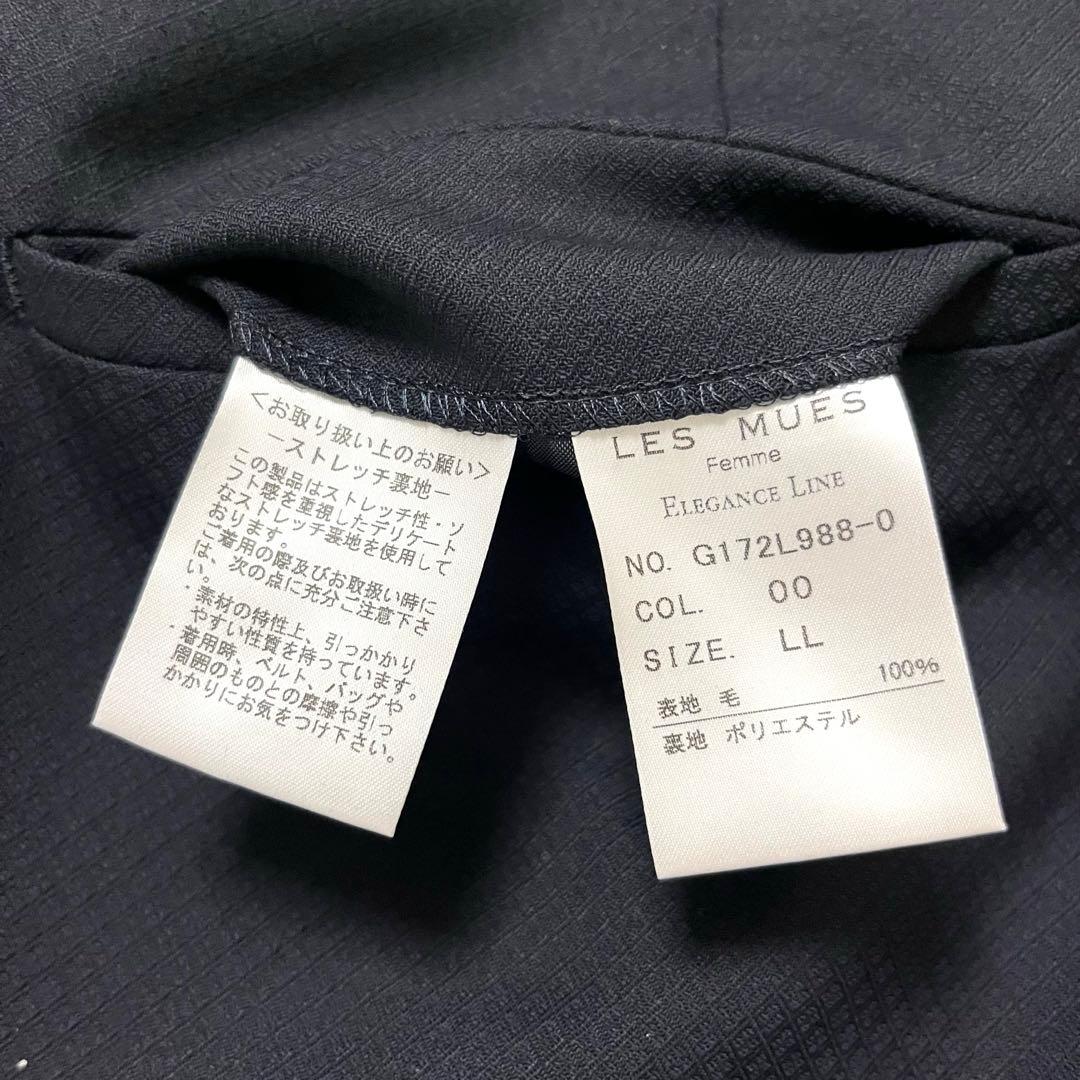 <お取り扱い上のお願い>
ーストレッチ裏地ー
この製品はストレッチ性・ソ
フト感を重視したデリケート
なストレッチ裏地を使用して
おります。
ご着用の際及びお取扱い時に
は、次の点に充分ご注意下さ
い。
・素材の特性上、引っかかり
やすい性質を持っています。
・着用時、ベルト、バッグや
周囲のものとの摩擦や引っ
かかりにお気をつけ下さい。
LES MUES
Femme
ELEGANCE LINE
NO. G172L988-0
COL. 00
SIZE. LL
表地 毛 100%
裏地 ポリエステル